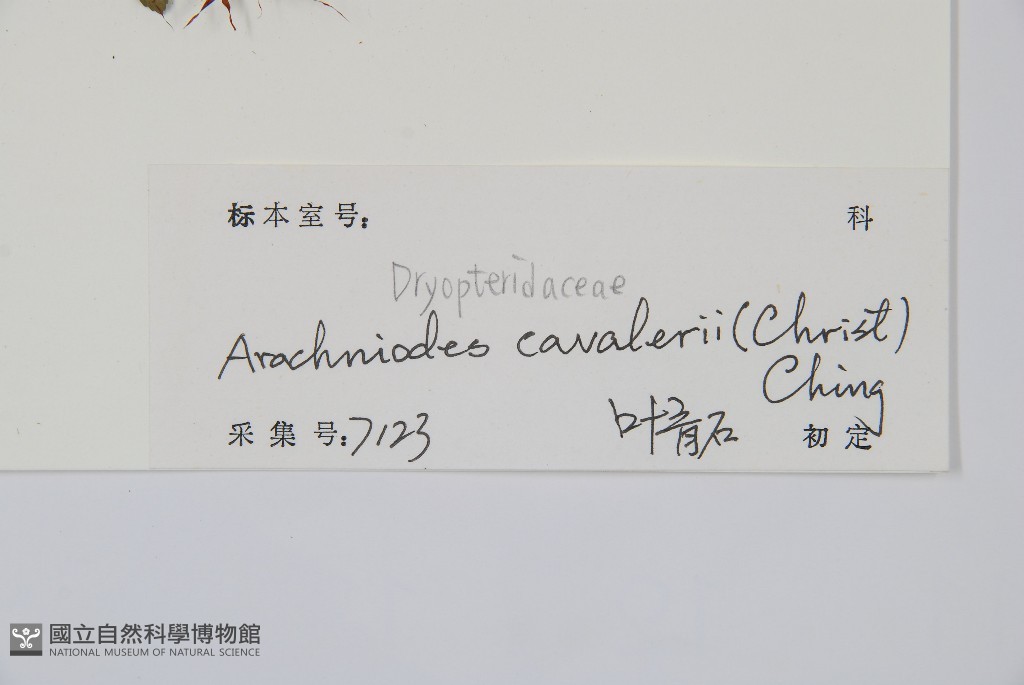 标本室号: 科
Dryopteridaceae
Arachniodes cavalerii (Christ)
Ching
采集号: 7123 叶青石 初定
國立自然科學博物館
NATIONAL MUSEUM OF NATURAL SCIENCE